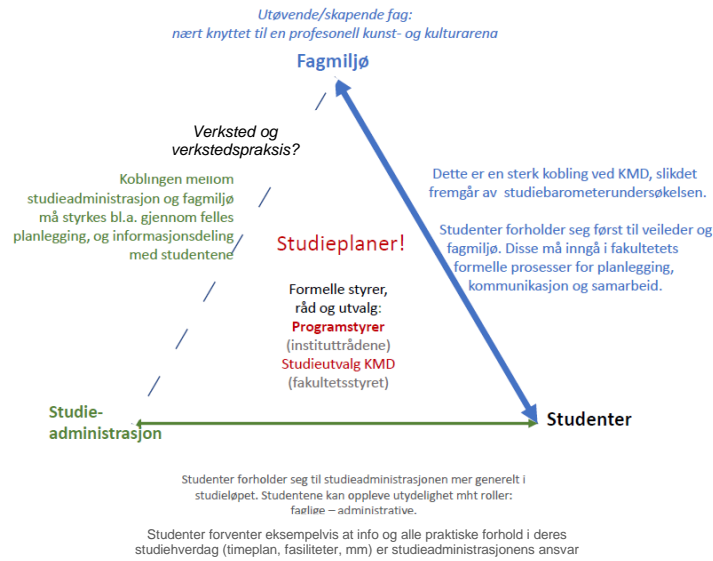 Utøvende/skapende fag:
nært knyttet til en profesonell kunst- og kulturarena
Fagmiljø
Verksted og
verkstedspraksis?
Koblingen mellom
studieadministrasjon og fagmiljø
må styrkes bl.a. gjennom felles
planlegging, og informasjonsdeling
med studentene
Dette er en sterk kobling ved KMD, slikdet
fremgår av studiebarometerundersøkelsen.
Studenter forholder seg først til veileder og
fagmiljø. Disse må inngå i fakultetets
formelle prosesser for planlegging,
kommunikasjon og samarbeid.
Studieplaner!
Formelle styrer,
råd og utvalg:
Programstyrer
(instituttrådene)
Studieutvalg KMD
(fakultetsstyret)
Studie-
administrasjon
Studenter
Studenter forholder seg til studieadministrasjonen mer generelt i
studieløpet. Studentene kan oppleve utydelighet mht roller:
faglige – administrative.
Studenter forventer eksempelvis at info og alle praktiske forhold i deres
studiehverdag (timeplan, fasiliteter, mm) er studieadministrasjonens ansvar